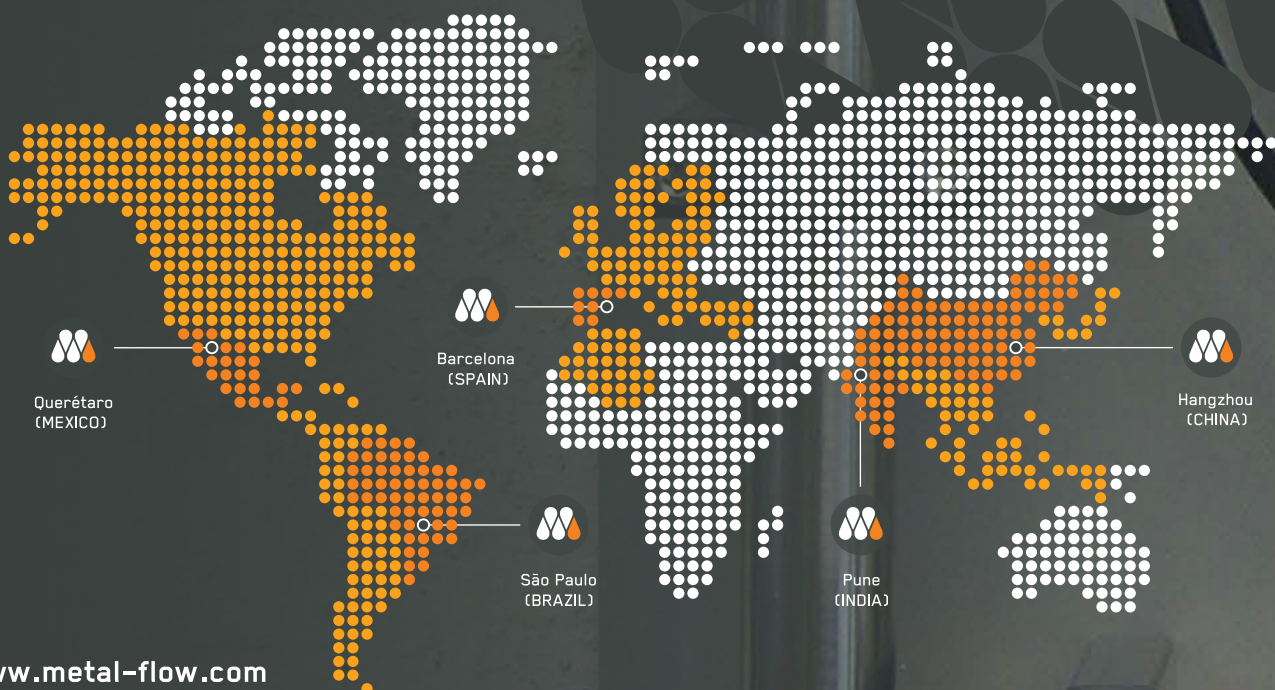 Barcelona
(SPAIN)
Querétaro
(MEXICO)
Hangzhou
(CHINA)
São Paulo
(BRAZIL)
Pune
(INDIA)
ww.metal-flow.com